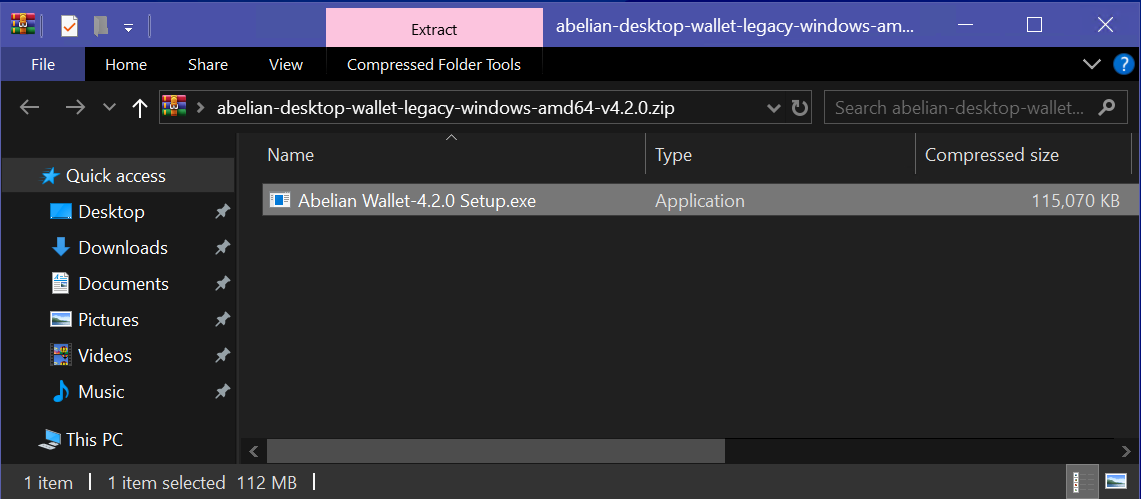 Extract
abelian-desktop-wallet-legacy-windows-am...
File Home Share View Compressed Folder Tools
abelian-desktop-wallet-legacy-windows-amd64-v4.2.0.zip
Search abelian-desktop-wallet...
Name Type Compressed size
Abelian Wallet-4.2.0 Setup.exe Application 115,070 KB
Quick access
Desktop
Downloads
Documents
Pictures
Videos
Music
This PC
1 item 1 item selected 112 MB